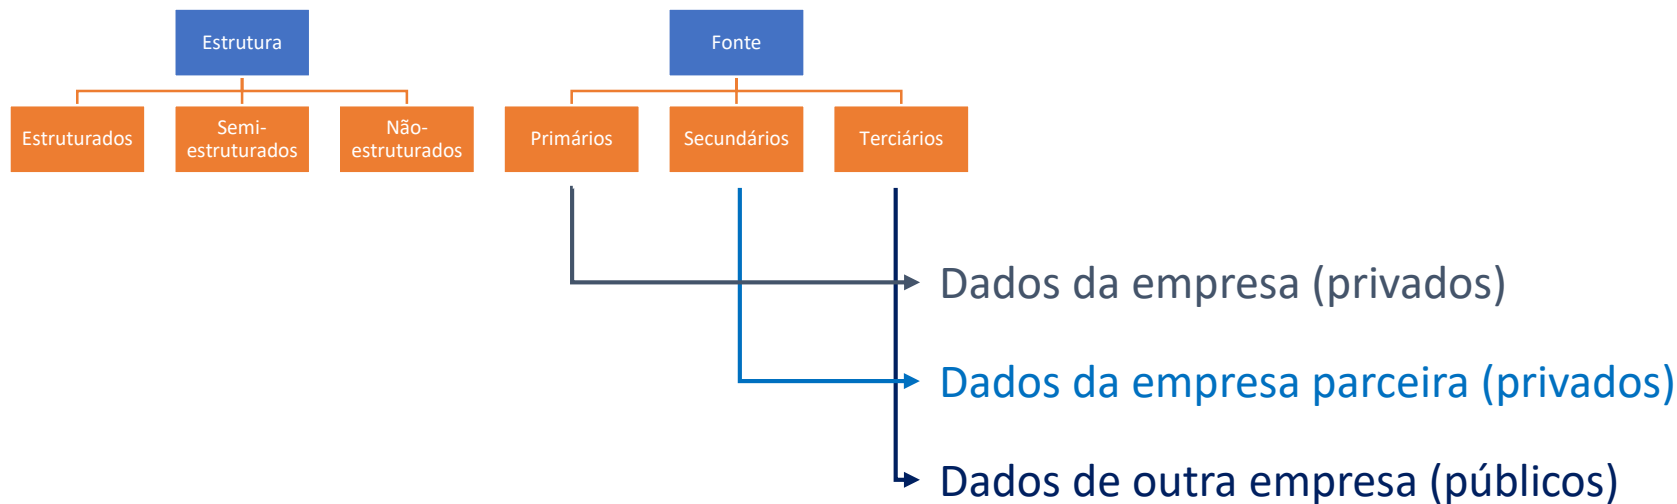 Estrutura
Fonte
Estruturados
Semi-
estruturados
Não-
estruturados
Primários
Secundários
Terciários
Dados da empresa (privados)
Dados da empresa parceira (privados)
Dados de outra empresa (públicos)